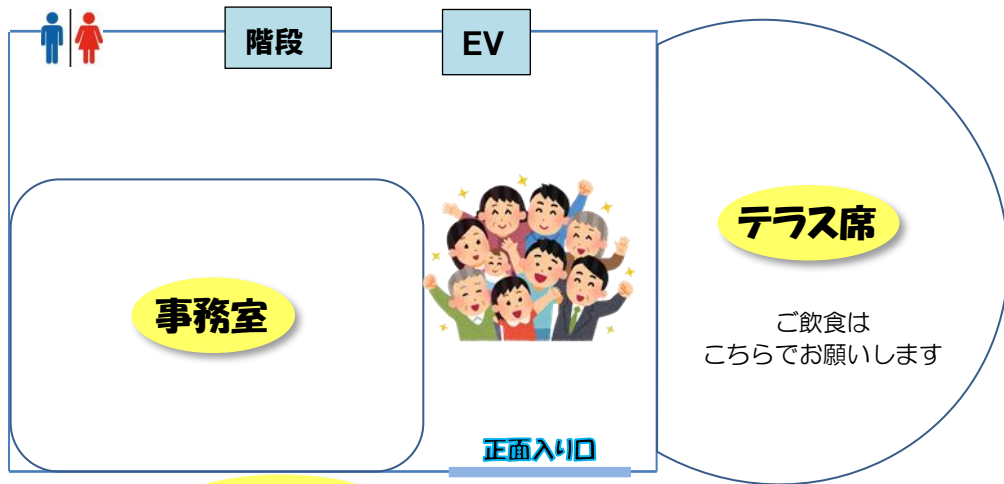 階段
EV
テラス席
事務室
ご飲食は
こちらでお願いします
正面入り口